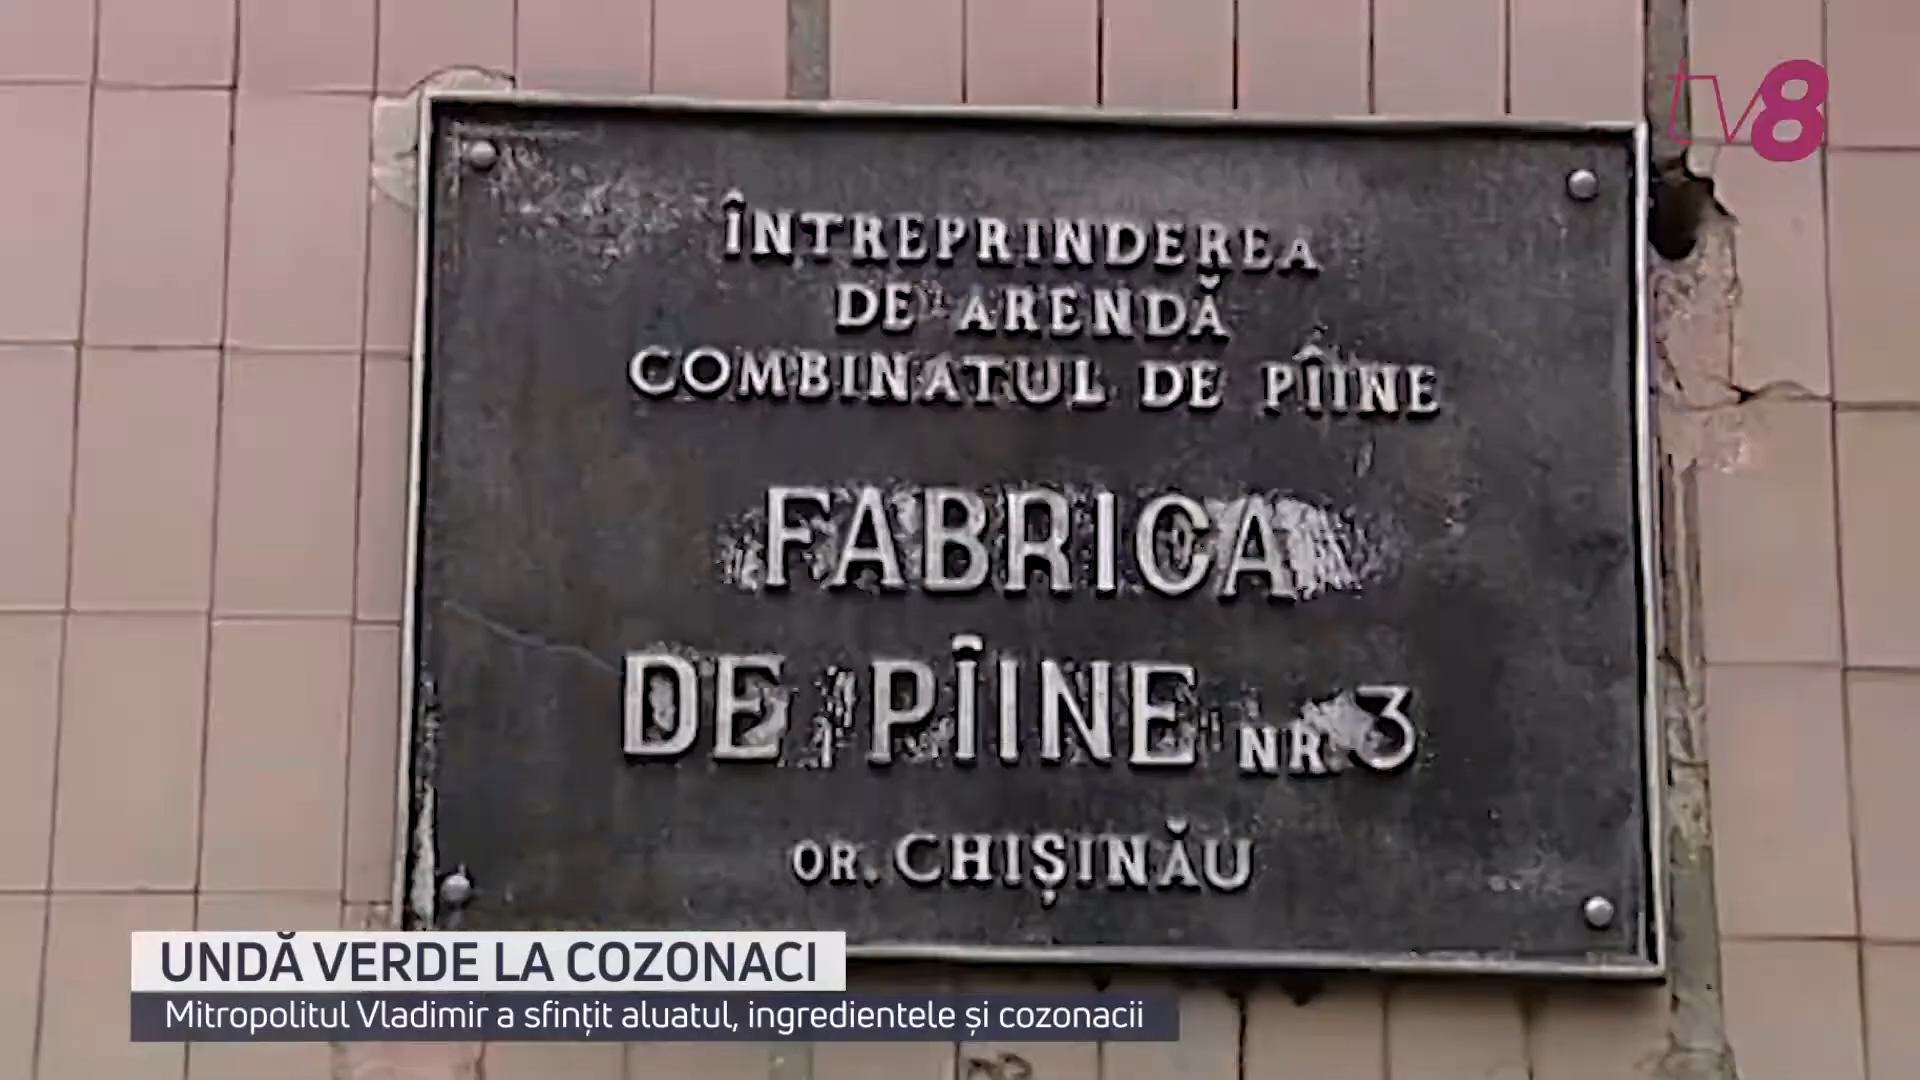 tv8
ÎNTREPRINDEREA
DE ARENDĂ
COMBINATUL DE PÎINE
FABRICA
DE PÎINE NR. 3
OR. CHIȘINĂU
UNDĂ VERDE LA COZONACI
Mitropolitul Vladimir a sfințit aluatul, ingredientele și cozonacii